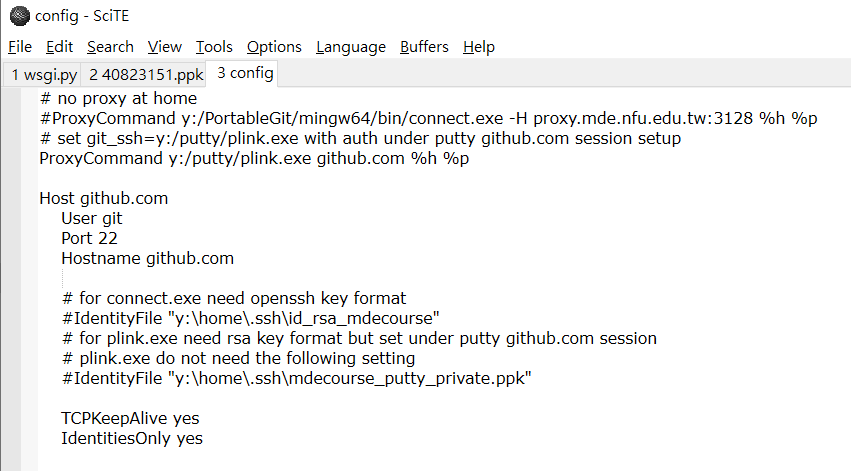 config - SciTE
File Edit Search View Tools Options Language Buffers Help
1 wsgi.py 2 40823151.ppk 3 config
# no proxy at home
#ProxyCommand y:/PortableGit/mingw64/bin/connect.exe -H proxy.mde.nfu.edu.tw:3128 %h %p
# set git_ssh=y:/putty/plink.exe with auth under putty github.com session setup
ProxyCommand y:/putty/plink.exe github.com %h %p
Host github.com
User git
Port 22
Hostname github.com
# for connect.exe need openssh key format
#IdentityFile "y:\home\.ssh\id_rsa_mdecourse"
# for plink.exe need rsa key format but set under putty github.com session
# plink.exe do not need the following setting
#IdentityFile "y:\home\.ssh\mdecourse_putty_private.ppk"
TCPKeepAlive yes
IdentitiesOnly yes